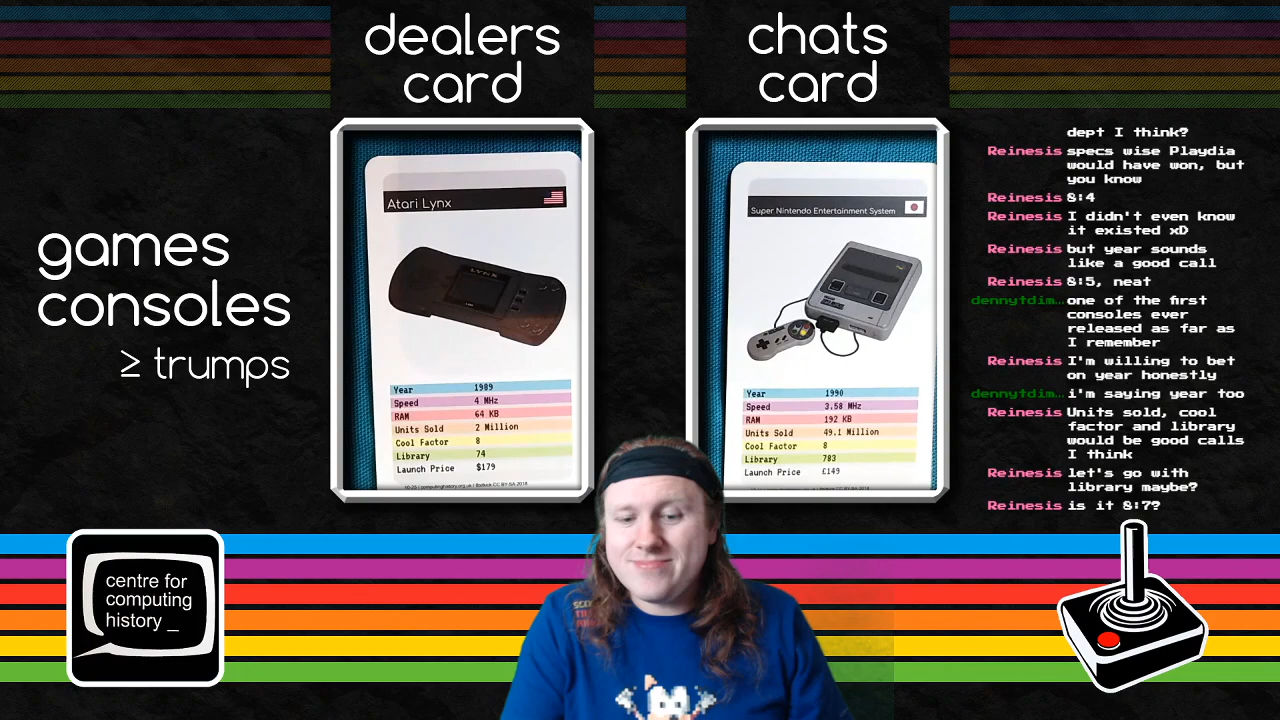 dealers
card
chats
card
games
consoles
≥ trumps
Atari Lynx
LYNX
Year 1989
Speed 4 MHz
RAM 64 KB
Units Sold 2 Million
Cool Factor 8
Library 74
Launch Price $179
Super Nintendo Entertainment System
Year 1990
Speed 3.58 MHz
RAM 192 KB
Units Sold 49.1 Million
Cool Factor 8
Library 783
Launch Price £149
dept I think?
Reinesis specs wise Playdia
would have won, but
you know
Reinesis 8:4
Reinesis I didn't even know
it existed xD
Reinesis but year sounds
like a good call
Reinesis 8:5, neat
dennytdim... one of the first
consoles ever
released as far as
I remember
Reinesis I'm willing to bet
on year honestly
dennytdim... i'm saying year too
Reinesis Units sold, cool
factor and library
would be good calls
I think
Reinesis let's go with
library maybe?
Reinesis is it 8:7?
centre for
computing
history _